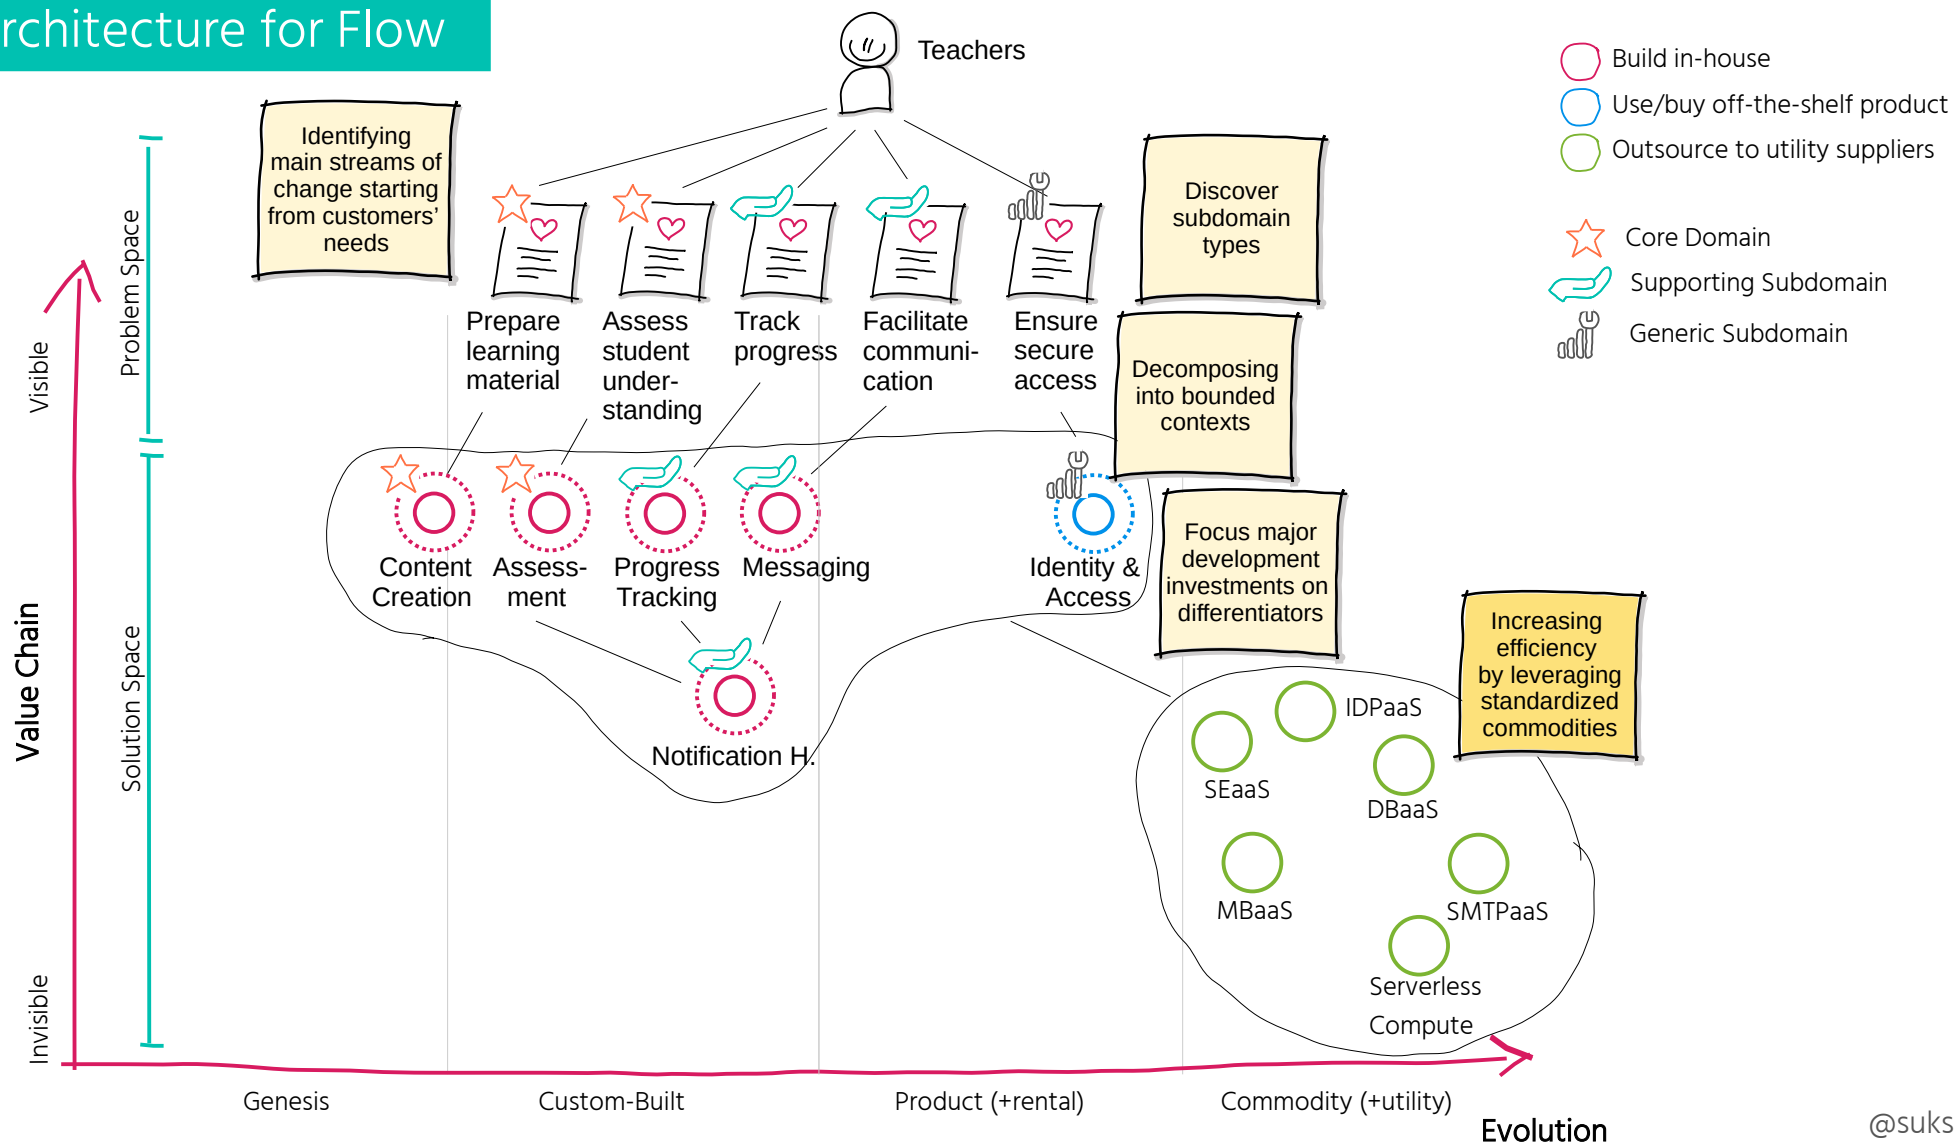 rchitecture for Flow
Teachers
Build in-house
Use/buy off-the-shelf product
Outsource to utility suppliers
Core Domain
Supporting Subdomain
Generic Subdomain
Identifying
main streams of
change starting
from customers’
needs
Discover
subdomain
types
Prepare
learning
material
Assess
student
under-
standing
Track
progress
Facilitate
communi-
cation
Ensure
secure
access
Decomposing
into bounded
contexts
Focus major
development
investments on
differentiators
Increasing
efficiency
by leveraging
standardized
commodities
Content
Creation
Assess-
ment
Progress
Tracking
Messaging
Identity &
Access
Notification H.
SEaaS
IDPaaS
DBaaS
MBaaS
SMTPaaS
Serverless
Compute
Value Chain
Visible
Invisible
Problem Space
Solution Space
Genesis
Custom-Built
Product (+rental)
Commodity (+utility)
Evolution
@suks